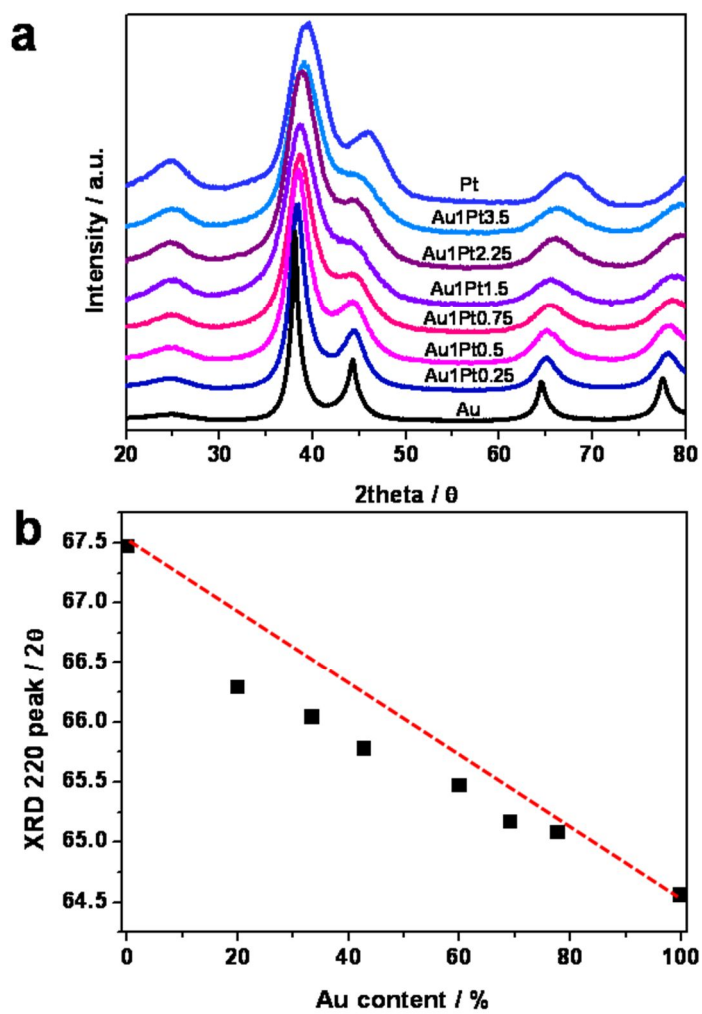 a
Intensity / a.u.
Pt
Au1Pt3.5
Au1Pt2.25
Au1Pt1.5
Au1Pt0.75
Au1Pt0.5
Au1Pt0.25
Au
20 30 40 50 60 70 80
2theta / θ
b
XRD 220 peak / 2θ
67.5
67.0
66.5
66.0
65.5
65.0
64.5
0 20 40 60 80 100
Au content / %